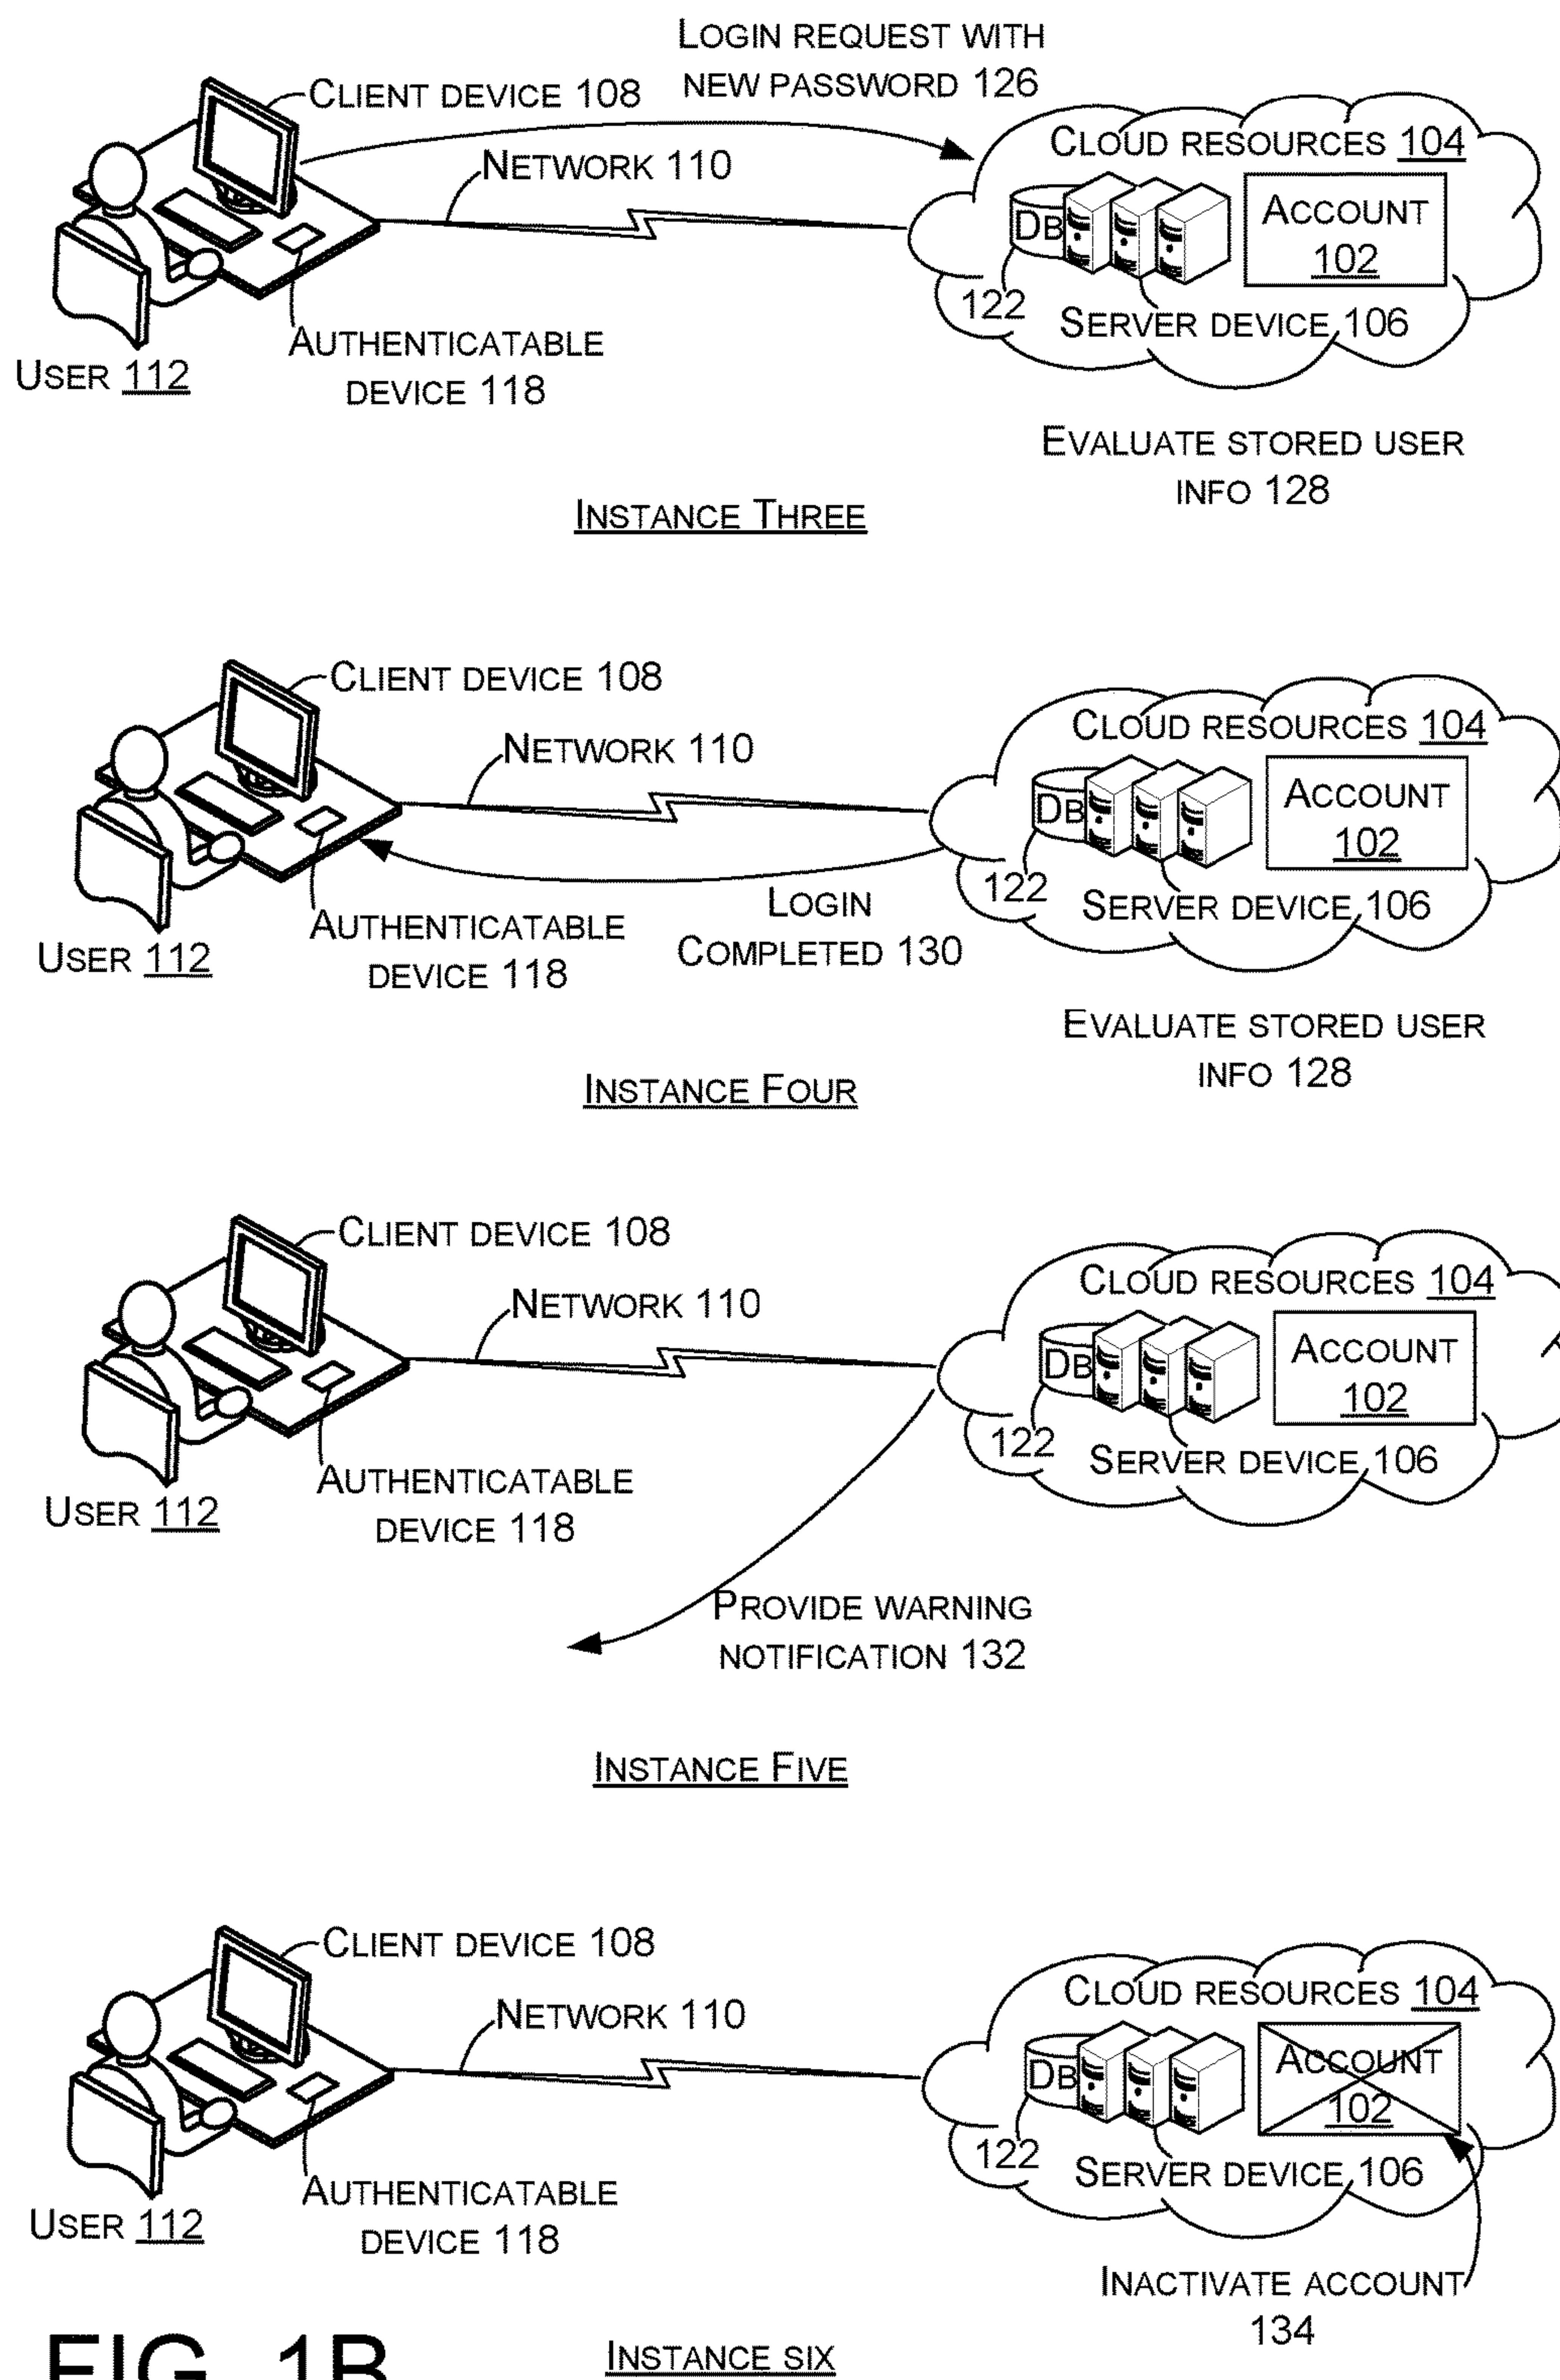 LOGIN REQUEST WITH
NEW PASSWORD 126
CLIENT DEVICE 108
NETWORK 110
CLOUD RESOURCES 104
DB
ACCOUNT
102
122
SERVER DEVICE 106
AUTHENTICATABLE
DEVICE 118
USER 112
EVALUATE STORED USER
INFO 128
INSTANCE THREE
CLIENT DEVICE 108
NETWORK 110
CLOUD RESOURCES 104
DB
ACCOUNT
102
122
SERVER DEVICE 106
LOGIN
COMPLETED 130
AUTHENTICATABLE
DEVICE 118
USER 112
EVALUATE STORED USER
INFO 128
INSTANCE FOUR
CLIENT DEVICE 108
NETWORK 110
CLOUD RESOURCES 104
DB
ACCOUNT
102
122
SERVER DEVICE 106
AUTHENTICATABLE
DEVICE 118
USER 112
PROVIDE WARNING
NOTIFICATION 132
INSTANCE FIVE
CLIENT DEVICE 108
NETWORK 110
CLOUD RESOURCES 104
DB
ACCOUNT
102
122
SERVER DEVICE 106
AUTHENTICATABLE
DEVICE 118
USER 112
INACTIVATE ACCOUNT
134
INSTANCE SIX
FIG. 1B